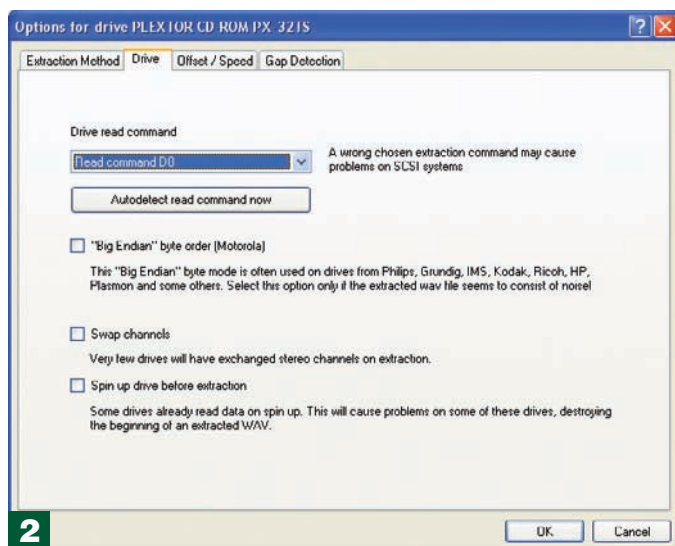 Options for drive PLEXTOR CD ROM PX-32TS
Extraction Method
Drive
Offset / Speed
Gap Detection
Drive read command
Read command D8
A wrong chosen extraction command may cause
problems on SCSI systems
Autodetect read command now
"Big Endian" byte order (Motorola)
This "Big Endian" byte mode is often used on drives from Philips, Grundig, IMS, Kodak, Ricoh, HP,
Plasmon and some others. Select this option only if the extracted wav file seems to consist of noise!
Swap channels
Very few drives will have exchanged stereo channels on extraction.
Spin up drive before extraction
Some drives already read data on spin up. This will cause problems on some of these drives, destroying
the beginning of an extracted WAV.
2
OK
Cancel